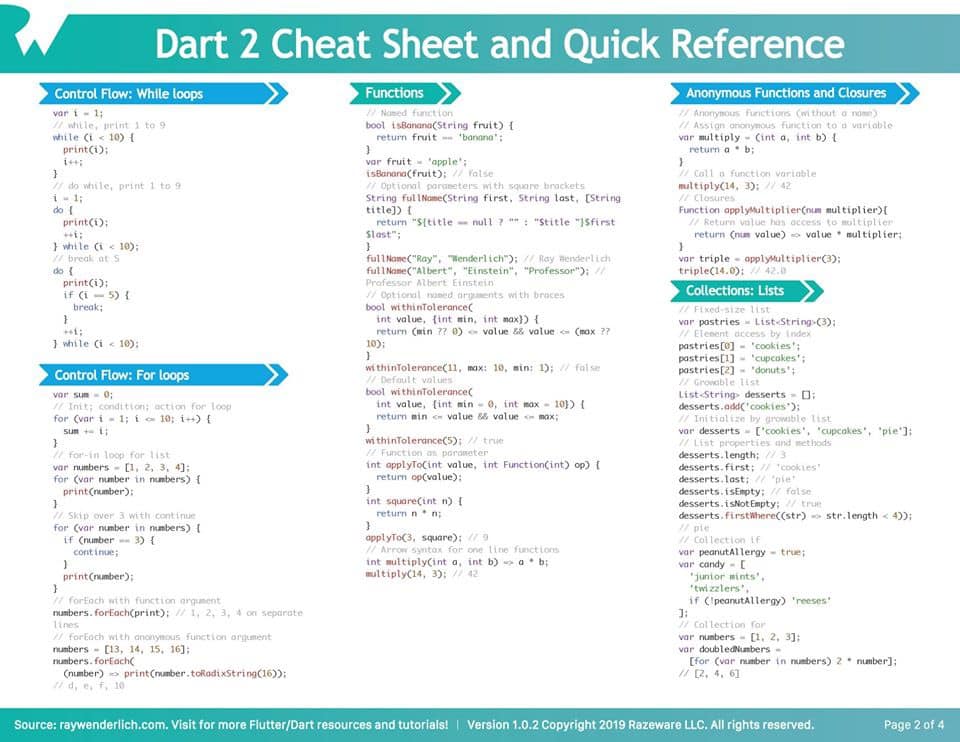 Dart 2 Cheat Sheet and Quick Reference
Control Flow: While loops
var i = 1;
// while, print 1 to 9
while (i < 10) {
print(i);
i++;
}
// do while, print 1 to 9
i = 1;
do {
print(i);
++i;
} while (i < 10);
// break at 5
do {
print(i);
if (i == 5) {
break;
}
++i;
} while (i < 10);
Control Flow: For loops
var sum = 0;
// Init; condition; action for loop
for (var i = 1; i <= 10; i++) {
sum += i;
}
// for-in loop for list
var numbers = [1, 2, 3, 4];
for (var number in numbers) {
print(number);
}
// Skip over 3 with continue
for (var number in numbers) {
if (number == 3) {
continue;
}
print(number);
}
// forEach with function argument
numbers.forEach(print); // 1, 2, 3, 4 on separate
lines
// forEach with anonymous function argument
numbers = [13, 14, 15, 16];
numbers.forEach(
(number) => print(number.toRadixString(16));
// d, e, f, 10
Functions
// Named function
bool isBanana(String fruit) {
return fruit == 'banana';
}
var fruit = 'apple';
isBanana(fruit); // false
// Optional parameters with square brackets
String fullName(String first, String last, [String
title]) {
return "${title == null ? "" : "$title "}$first
$last";
}
fullName("Ray", "Wenderlich"); // Ray Wenderlich
fullName("Albert", "Einstein", "Professor"); //
Professor Albert Einstein
// Optional named arguments with braces
bool withinTolerance(
int value, {int min, int max}) {
return (min ?? 0) <= value && value <= (max ??
10);
}
withinTolerance(11, max: 10, min: 1); // false
// Default values
bool withinTolerance(
int value, {int min = 0, int max = 10}) {
return min <= value && value <= max;
}
withinTolerance(5); // true
// Function as parameter
int applyTo(int value, int Function(int) op) {
return op(value);
}
int square(int n) {
return n * n;
}
applyTo(3, square); // 9
// Arrow syntax for one line functions
int multiply(int a, int b) => a * b;
multiply(14, 3); // 42
Anonymous Functions and Closures
// Anonymous functions (without a name)
// Assign anonymous function to a variable
var multiply = (int a, int b) {
return a * b;
}
// Call a function variable
multiply(14, 3); // 42
// Closures
Function applyMultiplier(num multiplier){
// Return value has access to multiplier
return (num value) => value * multiplier;
}
var triple = applyMultiplier(3);
triple(14.0); // 42.0
Collections: Lists
// Fixed-size list
var pastries = List<String>(3);
// Element access by index
pastries[0] = 'cookies';
pastries[1] = 'cupcakes';
pastries[2] = 'donuts';
// Growable list
List<String> desserts = [];
desserts.add('cookies');
// Initialize by growable list
var desserts = ['cookies', 'cupcakes', 'pie'];
// List properties and methods
desserts.length; // 3
desserts.first; // 'cookies'
desserts.last; // 'pie'
desserts.isEmpty; // false
desserts.isNotEmpty; // true
desserts.firstWhere((str) => str.length < 4));
// pie
// Collection if
var peanutAllergy = true;
var candy = [
'junior mints',
'twizzlers',
if (!peanutAllergy) 'reeses'
];
// Collection for
var numbers = [1, 2, 3];
var doubledNumbers =
[for (var number in numbers) 2 * number];
// [2, 4, 6]
Source: raywenderlich.com. Visit for more Flutter/Dart resources and tutorials! | Version 1.0.2 Copyright 2019 Razeware LLC. All rights reserved.
Page 2 of 4